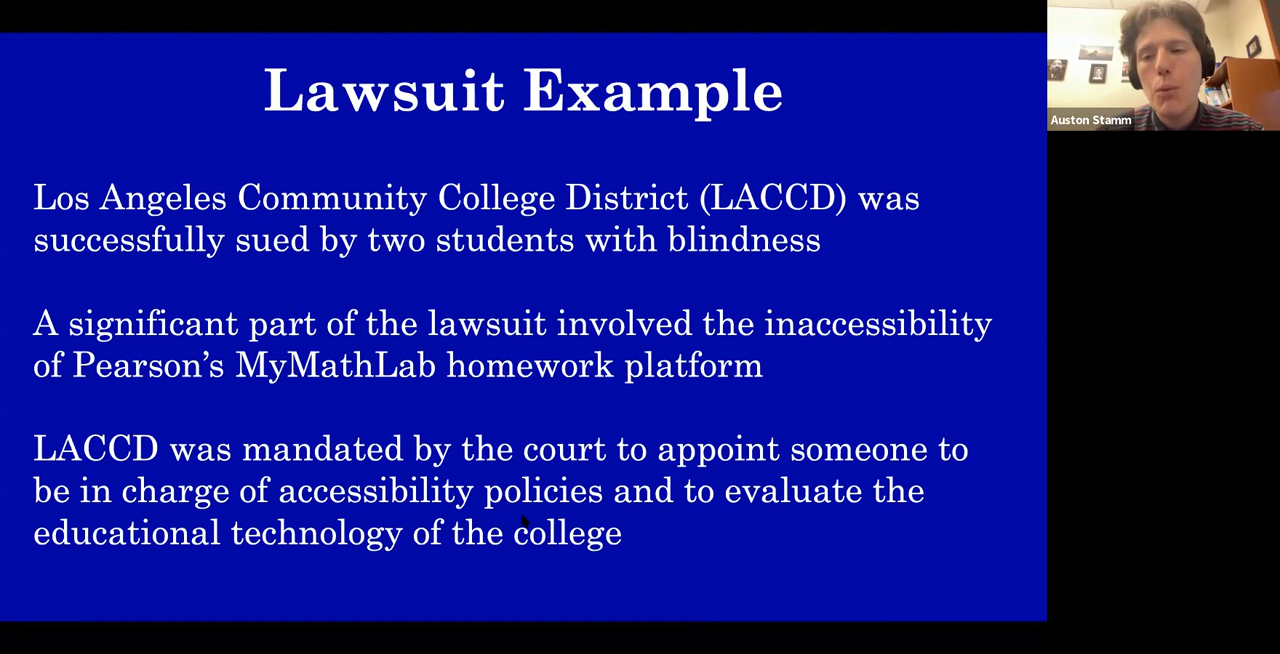 Lawsuit Example
Los Angeles Community College District (LACCD) was
successfully sued by two students with blindness
A significant part of the lawsuit involved the inaccessibility
of Pearson’s MyMathLab homework platform
LACCD was mandated by the court to appoint someone to
be in charge of accessibility policies and to evaluate the
educational technology of the college
Auston Stamm